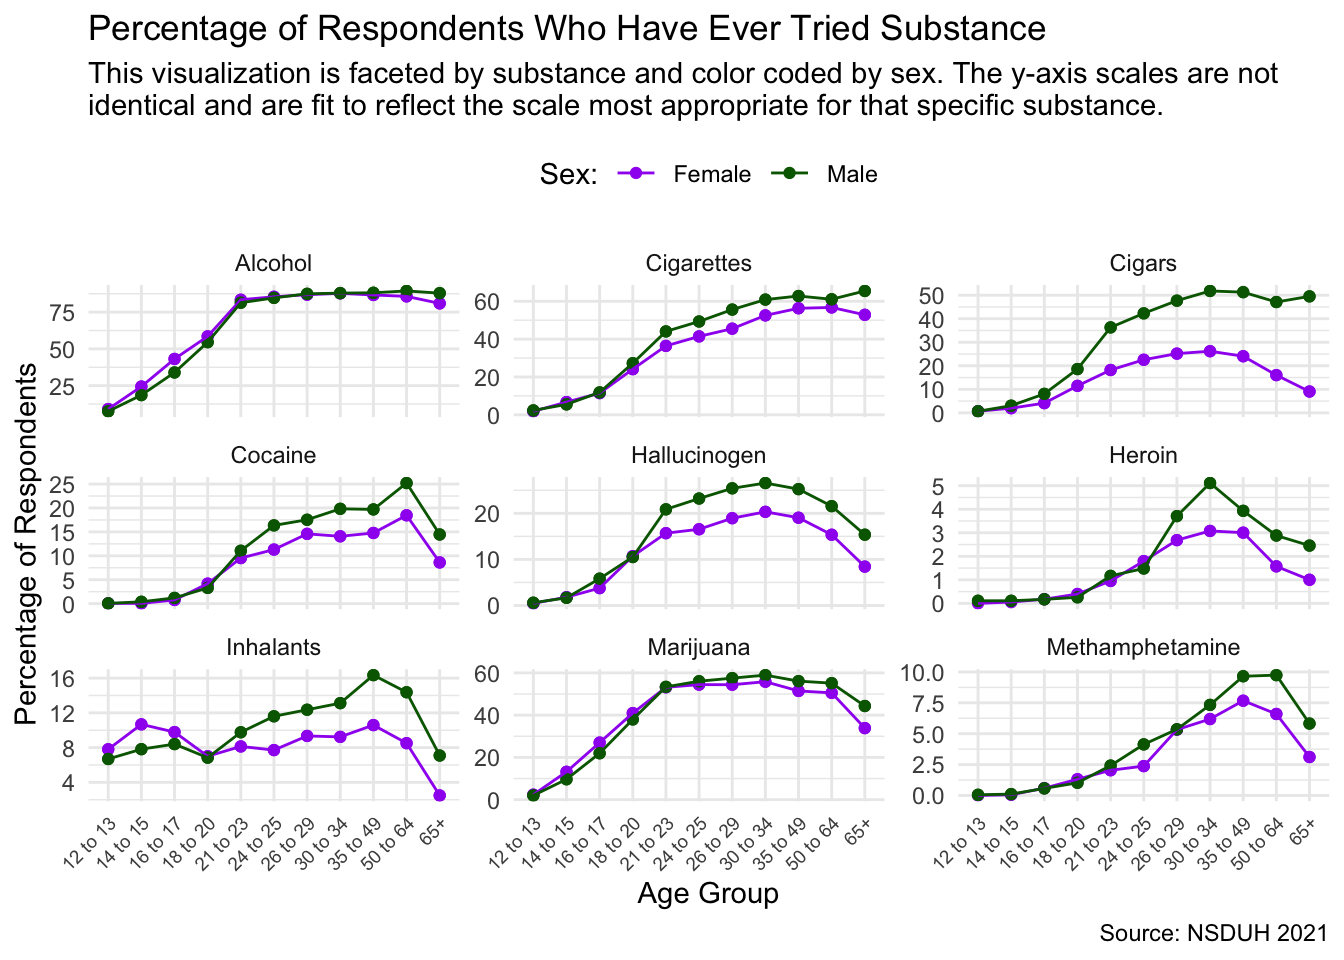 Percentage of Respondents Who Have Ever Tried Substance
This visualization is faceted by substance and color coded by sex. The y-axis scales are not
identical and are fit to reflect the scale most appropriate for that specific substance.
Sex: Female Male
Alcohol
75
50
25
Cigarettes
60
40
20
0
Cigars
50
40
30
20
10
0
Cocaine
25
20
15
10
5
0
Hallucinogen
20
10
0
Heroin
5
4
3
2
1
0
Inhalants
16
12
8
4
Marijuana
60
40
20
0
Methamphetamine
10.0
7.5
5.0
2.5
0.0
Percentage of Respondents
12 to 13
14 to 15
16 to 17
18 to 20
21 to 23
24 to 25
26 to 29
30 to 34
35 to 49
50 to 64
65+
12 to 13
14 to 15
16 to 17
18 to 20
21 to 23
24 to 25
26 to 29
30 to 34
35 to 49
50 to 64
65+
12 to 13
14 to 15
16 to 17
18 to 20
21 to 23
24 to 25
26 to 29
30 to 34
35 to 49
50 to 64
65+
Age Group
Source: NSDUH 2021